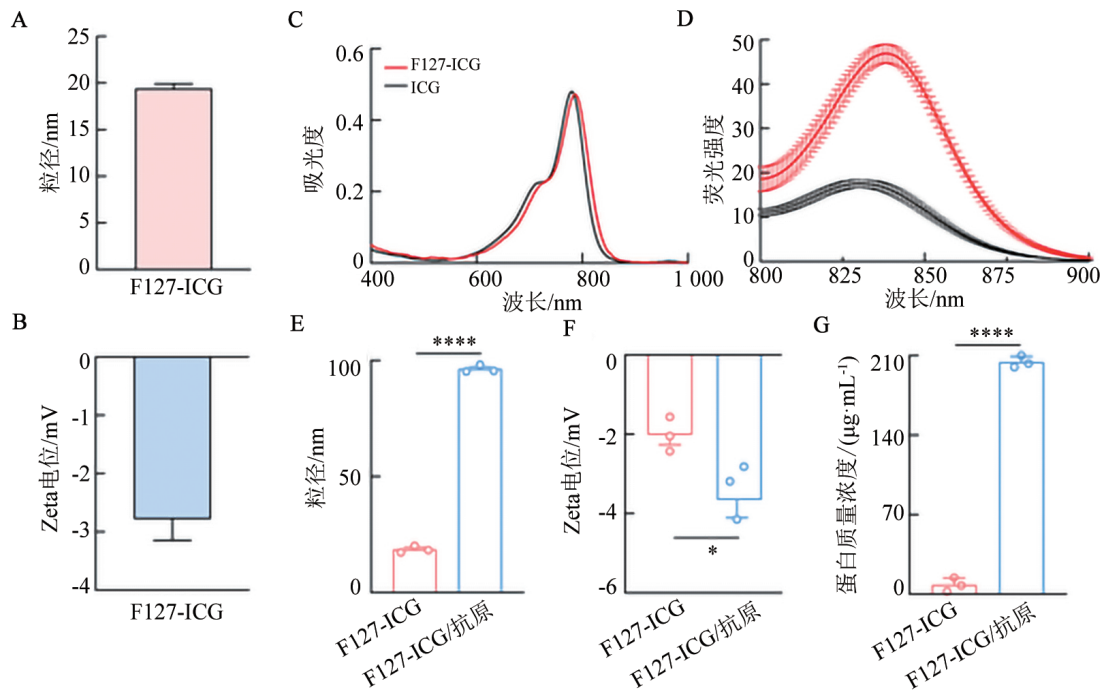 A
粒径/nm
25
20
15
10
5
0
F127-ICG
B
Zeta电位/mV
0
-1
-2
-3
-4
F127-ICG
C
吸光度
0.6
0.4
0.2
0
F127-ICG
ICG
400
600
800
1 000
波长/nm
D
荧光强度
50
40
30
20
10
0
800
825
850
875
900
波长/nm
E
粒径/nm
100
50
0
****
F127-ICG
F127-ICG/抗原
F
Zeta电位/mV
0
-2
-4
-6
*
F127-ICG
F127-ICG/抗原
G
蛋白质量浓度/(μg·mL⁻¹)
210
140
70
0
****
F127-ICG
F127-ICG/抗原